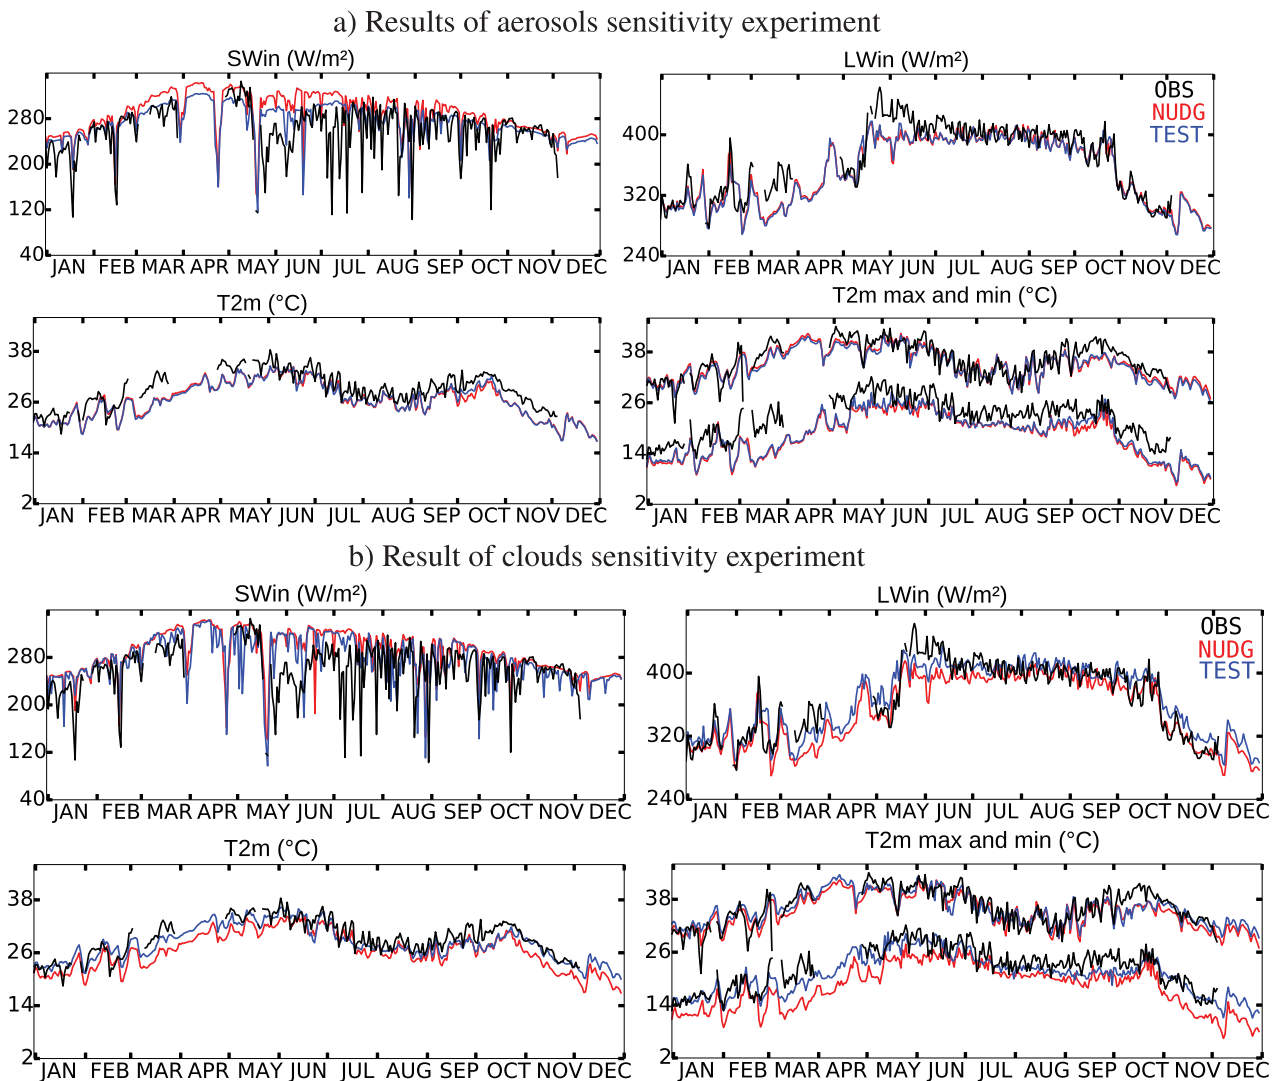 a) Results of aerosols sensitivity experiment
SWin (W/m²)
280
200
120
40
JAN FEB MAR APR MAY JUN JUL AUG SEP OCT NOV DEC
LWin (W/m²)
OBS
NUDG
TEST
400
320
240
JAN FEB MAR APR MAY JUN JUL AUG SEP OCT NOV DEC
T2m (°C)
38
26
14
2
JAN FEB MAR APR MAY JUN JUL AUG SEP OCT NOV DEC
T2m max and min (°C)
38
26
14
2
JAN FEB MAR APR MAY JUN JUL AUG SEP OCT NOV DEC
b) Result of clouds sensitivity experiment
SWin (W/m²)
280
200
120
40
JAN FEB MAR APR MAY JUN JUL AUG SEP OCT NOV DEC
LWin (W/m²)
OBS
NUDG
TEST
400
320
240
JAN FEB MAR APR MAY JUN JUL AUG SEP OCT NOV DEC
T2m (°C)
38
26
14
2
JAN FEB MAR APR MAY JUN JUL AUG SEP OCT NOV DEC
T2m max and min (°C)
38
26
14
2
JAN FEB MAR APR MAY JUN JUL AUG SEP OCT NOV DEC